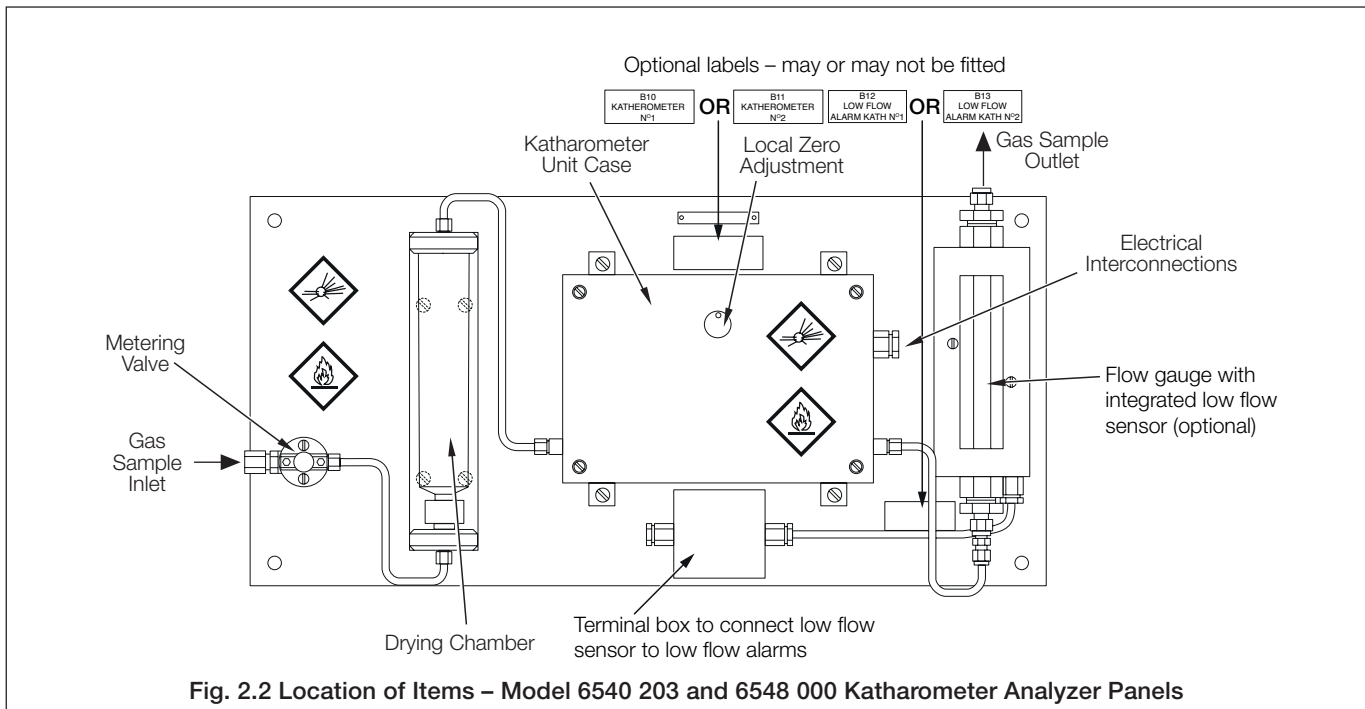 Optional labels – may or may not be fitted
B10
KATHEROMETER
NO1
OR
B11
KATHEROMETER
NO2
B12
LOW FLOW
ALARM KATH NO1
OR
B13
LOW FLOW
ALARM KATH NO2
Katharometer
Unit Case
Local Zero
Adjustment
Gas Sample
Outlet
Electrical
Interconnections
Metering
Valve
Gas
Sample
Inlet
Flow gauge with
integrated low flow
sensor (optional)
Drying Chamber
Terminal box to connect low flow
sensor to low flow alarms
Fig. 2.2 Location of Items – Model 6540 203 and 6548 000 Katharometer Analyzer Panels